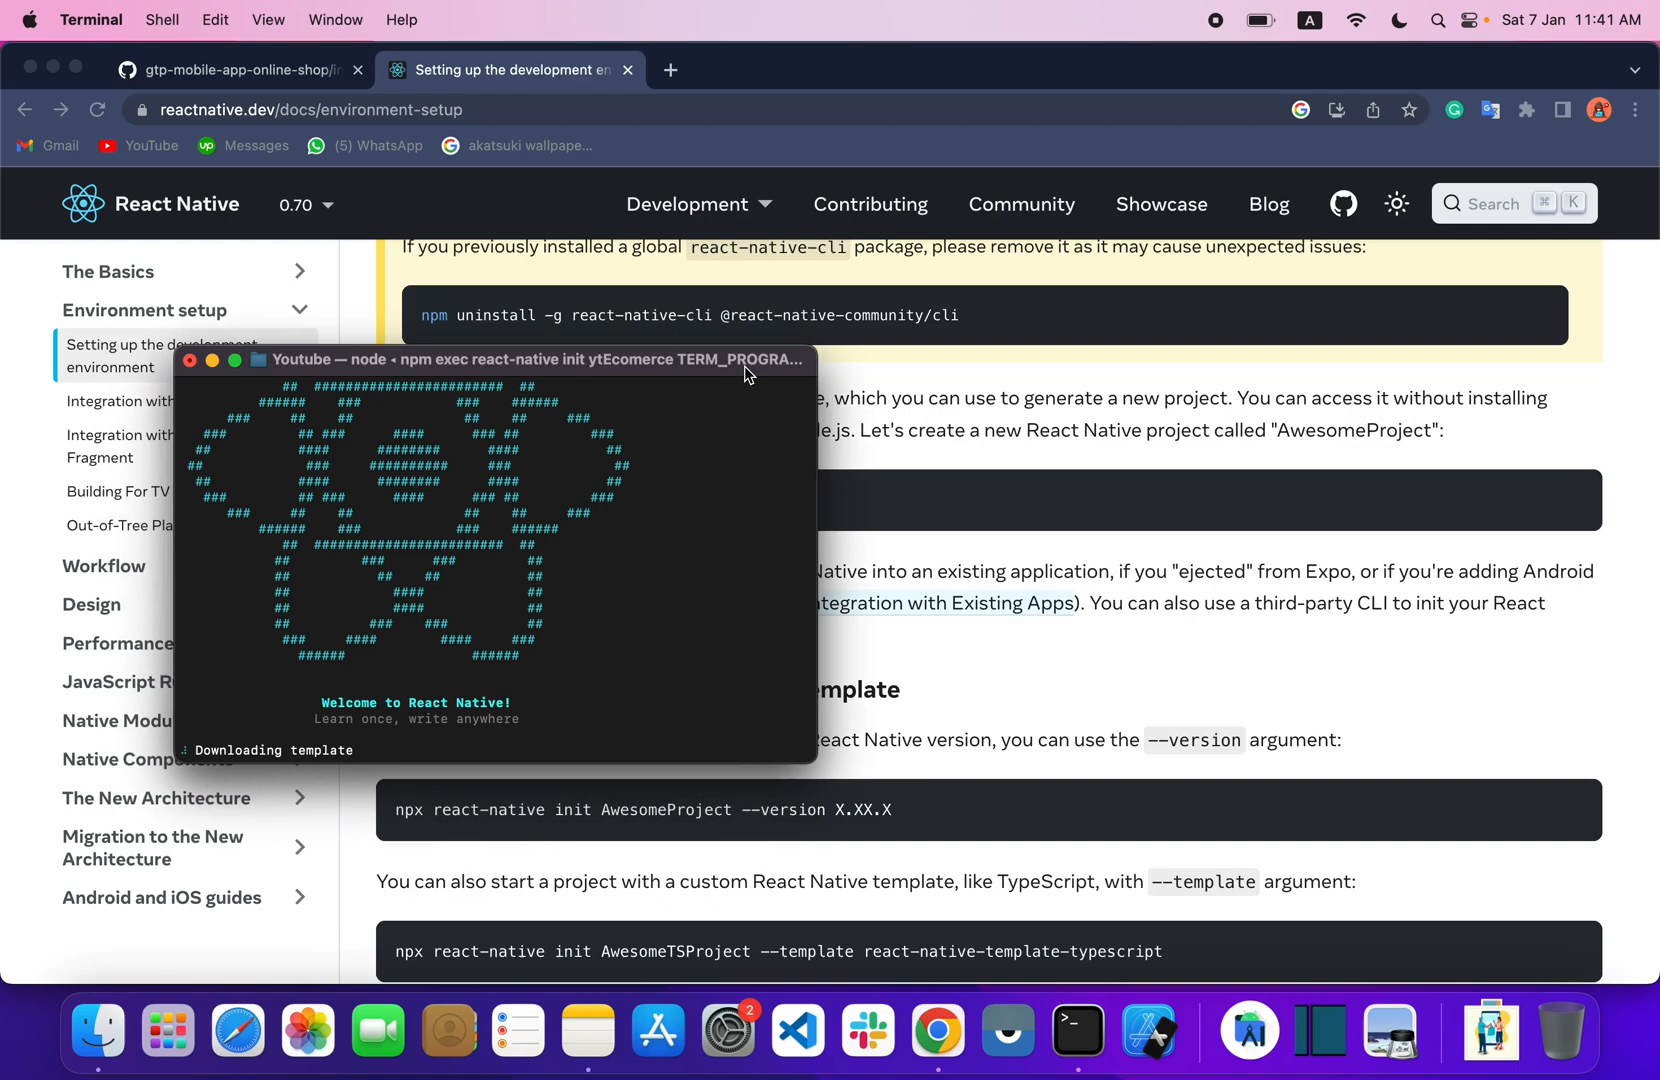 Terminal Shell Edit View Window Help A Sat 7 Jan 11:41 AM
gtp-mobile-app-online-shop/in
Setting up the development en
reactnative.dev/docs/environment-setup
Gmail YouTube up Messages (5) WhatsApp akatsuki wallpape...
React Native 0.70 Development Contributing Community Showcase Blog Search ⌘ K
The Basics
Environment setup
Setting up the development
environment
Integration with
Integration with
Fragment
Building For TV
Out-of-Tree Pla
Workflow
Design
Performance
JavaScript R
Native Modu
Native Comp
The New Architecture
Migration to the New
Architecture
Android and iOS guides
If you previously installed a global react-native-cli package, please remove it as it may cause unexpected issues:
npm uninstall -g react-native-cli @react-native-community/cli
Youtube — node ◂ npm exec react-native init ytEcomerce TERM_PROGRA...
## ######################## ##
###### ### ### ######
### ## ## ## ## ###
### ## ### #### ### ## ###
## #### ######## #### ##
## ### ########## ### ##
## #### ######## #### ##
### ## ### #### ### ## ###
### ## ## ## ## ###
###### ### ### ######
## ######################## ##
## ### ### ##
## ## ## ##
## #### ##
## #### ##
## ### ### ##
### #### #### ###
###### ######
Welcome to React Native!
Learn once, write anywhere
Downloading template
e, which you can use to generate a new project. You can access it without installing
le.js. Let's create a new React Native project called "AwesomeProject":
Native into an existing application, if you "ejected" from Expo, or if you're adding Android
ntegration with Existing Apps). You can also use a third-party CLI to init your React
mplate
React Native version, you can use the --version argument:
npx react-native init AwesomeProject --version X.XX.X
You can also start a project with a custom React Native template, like TypeScript, with --template argument:
npx react-native init AwesomeTSProject --template react-native-template-typescript
2
>_